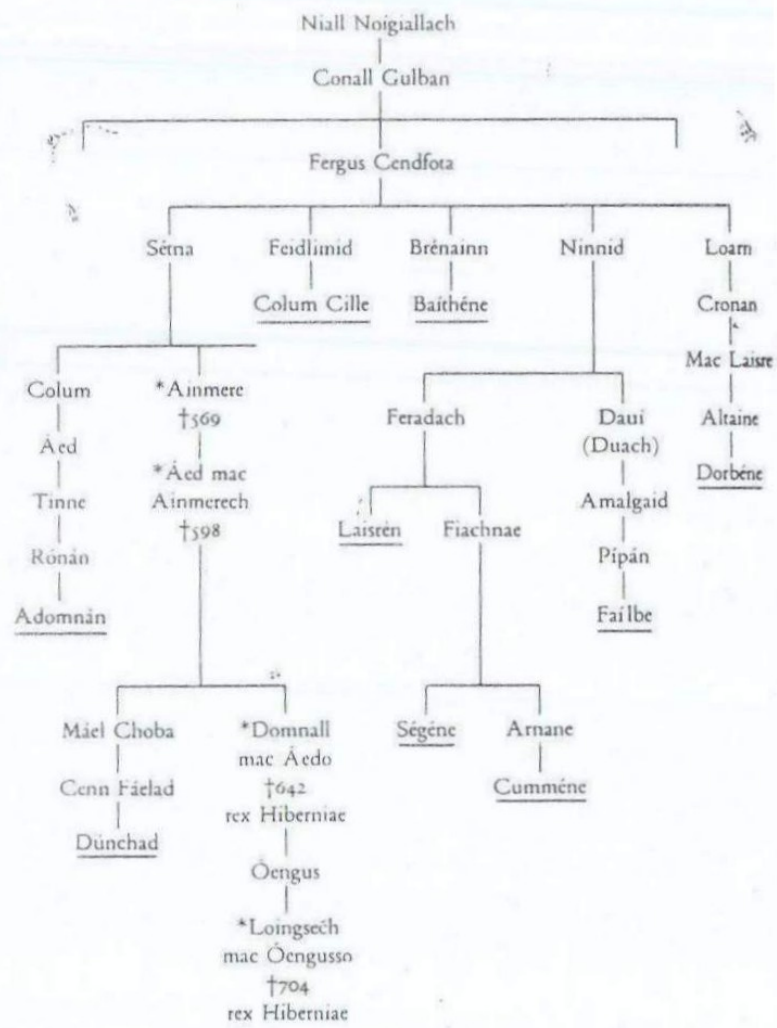 Niall Noígiallach
Conall Gulban
Fergus Cendfota
Sétna Feidlimid Brénainn Ninnid Loarn
Colum Cille Baíthéne Cronan
Mac Laisre
Colum *Ainmere Feradach Dauí Altaine
†569 (Duach)
Áed *Áed mac Dorbéne
Tinne Ainmerech Laisrén Fiachnae Amalgaid
†598
Rónán Pípán
Adomnán Faílbe
Máel Choba *Domnall Ségéne Arnane
mac Áedo
Cenn Fáelad †642 Cumméne
rex Hiberniae
Dúnchad
Óengus
*Loingsech
mac Óengusso
†704
rex Hiberniae